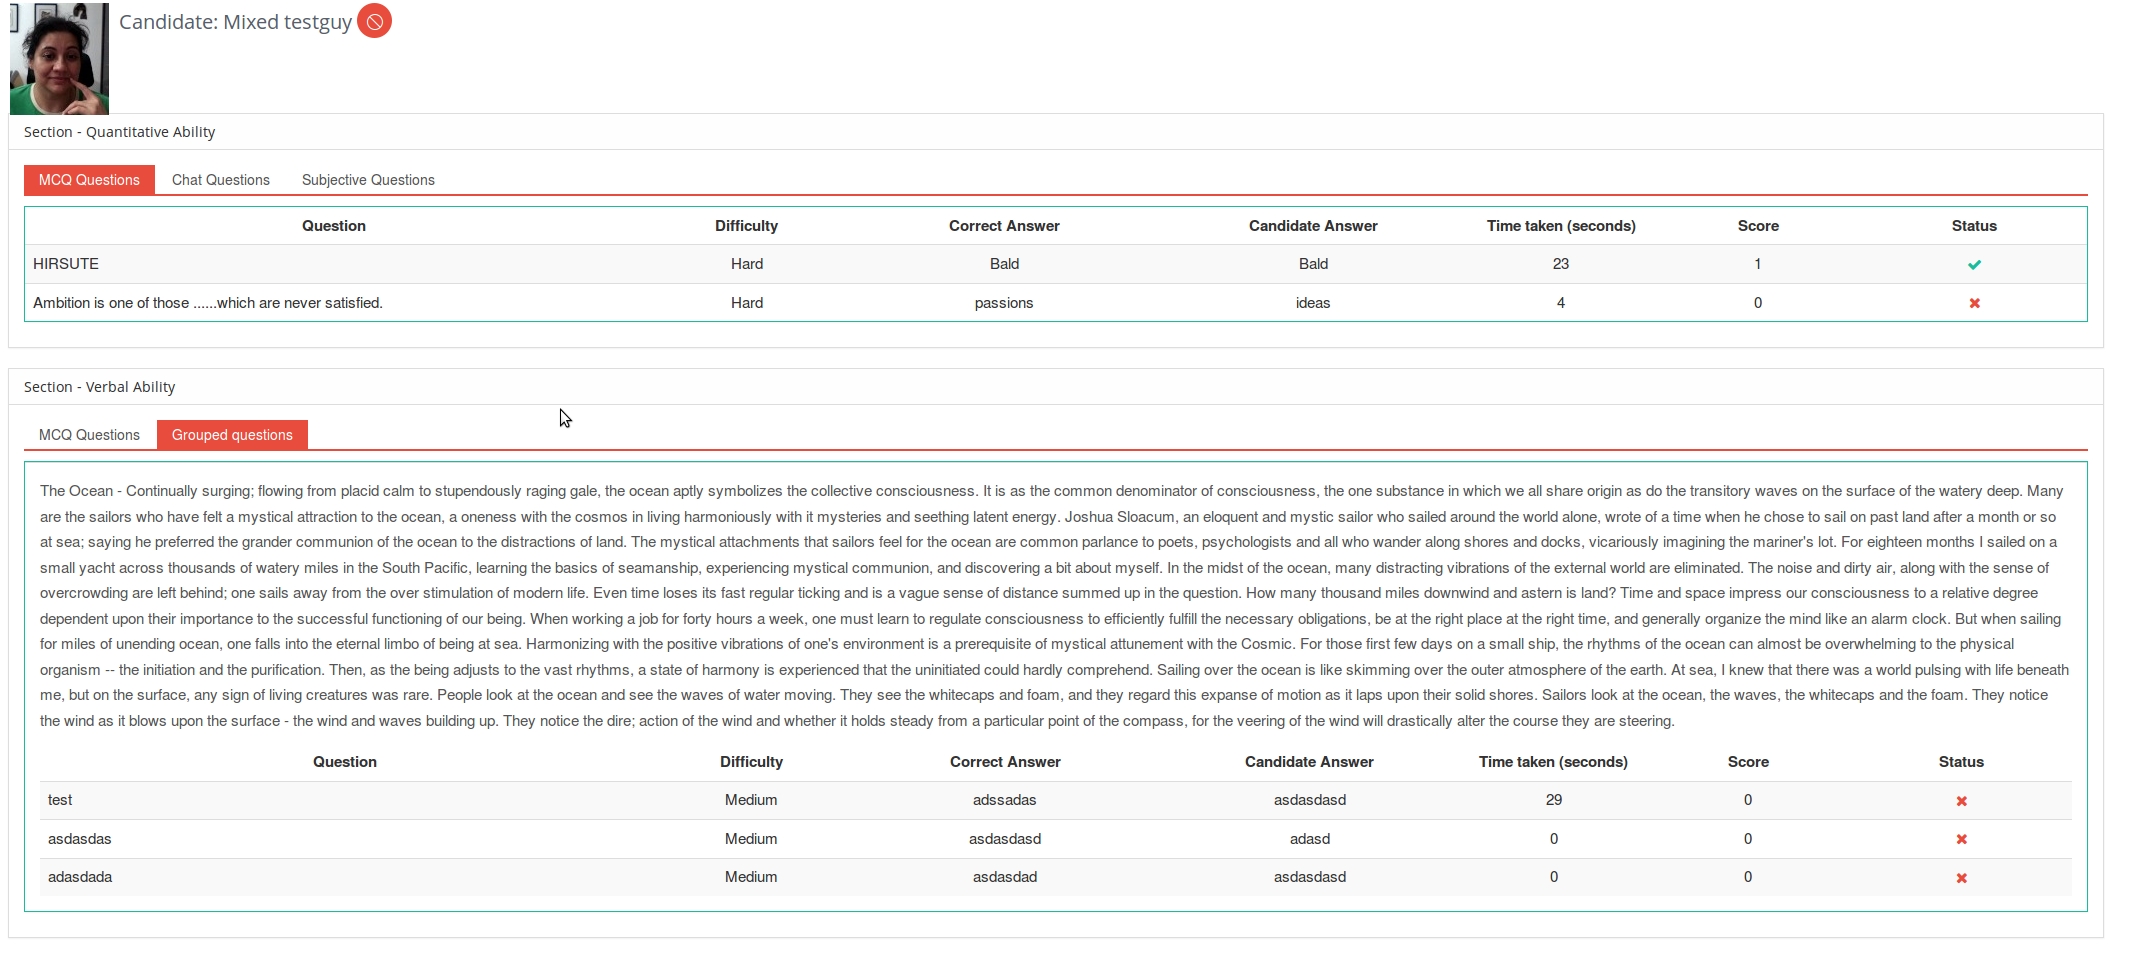 Candidate: Mixed testguy
Section - Quantitative Ability
MCQ Questions Chat Questions Subjective Questions
Question Difficulty Correct Answer Candidate Answer Time taken (seconds) Score Status
HIRSUTE Hard Bald Bald 23 1
Ambition is one of those ......which are never satisfied. Hard passions ideas 4 0
Section - Verbal Ability
MCQ Questions Grouped questions
The Ocean - Continually surging; flowing from placid calm to stupendously raging gale, the ocean aptly symbolizes the collective consciousness. It is as the common denominator of consciousness, the one substance in which we all share origin as do the transitory waves on the surface of the watery deep. Many
are the sailors who have felt a mystical attraction to the ocean, a oneness with the cosmos in living harmoniously with it mysteries and seething latent energy. Joshua Sloacum, an eloquent and mystic sailor who sailed around the world alone, wrote of a time when he chose to sail on past land after a month or so
at sea; saying he preferred the grander communion of the ocean to the distractions of land. The mystical attachments that sailors feel for the ocean are common parlance to poets, psychologists and all who wander along shores and docks, vicariously imagining the mariner's lot. For eighteen months I sailed on a
small yacht across thousands of watery miles in the South Pacific, learning the basics of seamanship, experiencing mystical communion, and discovering a bit about myself. In the midst of the ocean, many distracting vibrations of the external world are eliminated. The noise and dirty air, along with the sense of
overcrowding are left behind; one sails away from the over stimulation of modern life. Even time loses its fast regular ticking and is a vague sense of distance summed up in the question. How many thousand miles downwind and astern is land? Time and space impress our consciousness to a relative degree
dependent upon their importance to the successful functioning of our being. When working a job for forty hours a week, one must learn to regulate consciousness to efficiently fulfill the necessary obligations, be at the right place at the right time, and generally organize the mind like an alarm clock. But when sailing
for miles of unending ocean, one falls into the eternal limbo of being at sea. Harmonizing with the positive vibrations of one's environment is a prerequisite of mystical attunement with the Cosmic. For those first few days on a small ship, the rhythms of the ocean can almost be overwhelming to the physical
organism -- the initiation and the purification. Then, as the being adjusts to the vast rhythms, a state of harmony is experienced that the uninitiated could hardly comprehend. Sailing over the ocean is like skimming over the outer atmosphere of the earth. At sea, I knew that there was a world pulsing with life beneath
me, but on the surface, any sign of living creatures was rare. People look at the ocean and see the waves of water moving. They see the whitecaps and foam, and they regard this expanse of motion as it laps upon their solid shores. Sailors look at the ocean, the waves, the whitecaps and the foam. They notice
the wind as it blows upon the surface - the wind and waves building up. They notice the dire; action of the wind and whether it holds steady from a particular point of the compass, for the veering of the wind will drastically alter the course they are steering.
Question Difficulty Correct Answer Candidate Answer Time taken (seconds) Score Status
test Medium adssadas asdasdasd 29 0
asdasdas Medium asdasdasd adasd 0 0
adasdada Medium asdasdad asdasdasd 0 0